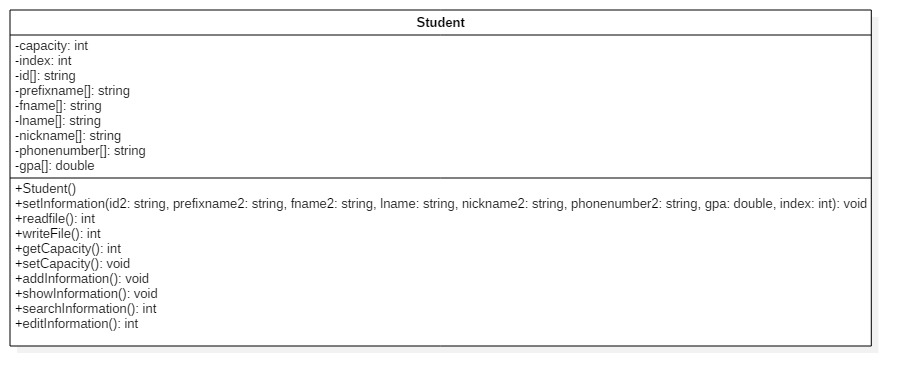 Student
-capacity: int
-index: int
-id[]: string
-prefixname[]: string
-fname[]: string
-lname[]: string
-nickname[]: string
-phonenumber[]: string
-gpa[]: double
+Student()
+setInformation(id2: string, prefixname2: string, fname2: string, lname: string, nickname2: string, phonenumber2: string, gpa: double, index: int): void
+readfile(): int
+writeFile(): int
+getCapacity(): int
+setCapacity(): void
+addInformation(): void
+showInformation(): void
+searchInformation(): int
+editInformation(): int